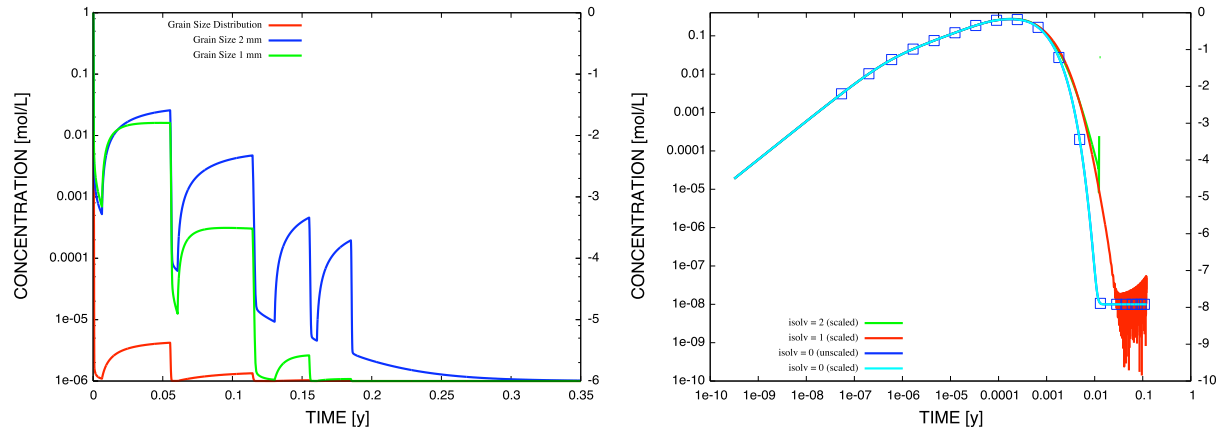 Grain Size Distribution
Grain Size 2 mm
Grain Size 1 mm
1
0.1
0.01
0.001
0.0001
1e-05
1e-06
0
-1
-2
-3
-4
-5
-6
0 0.05 0.1 0.15 0.2 0.25 0.3 0.35
CONCENTRATION [mol/L]
TIME [y]
0.1
0.01
0.001
0.0001
1e-05
1e-06
1e-07
1e-08
1e-09
1e-10
0
-1
-2
-3
-4
-5
-6
-7
-8
-9
-10
isolv = 2 (scaled)
isolv = 1 (scaled)
isolv = 0 (unscaled)
isolv = 0 (scaled)
1e-10 1e-09 1e-08 1e-07 1e-06 1e-05 0.0001 0.001 0.01 0.1 1
CONCENTRATION [mol/L]
TIME [y]